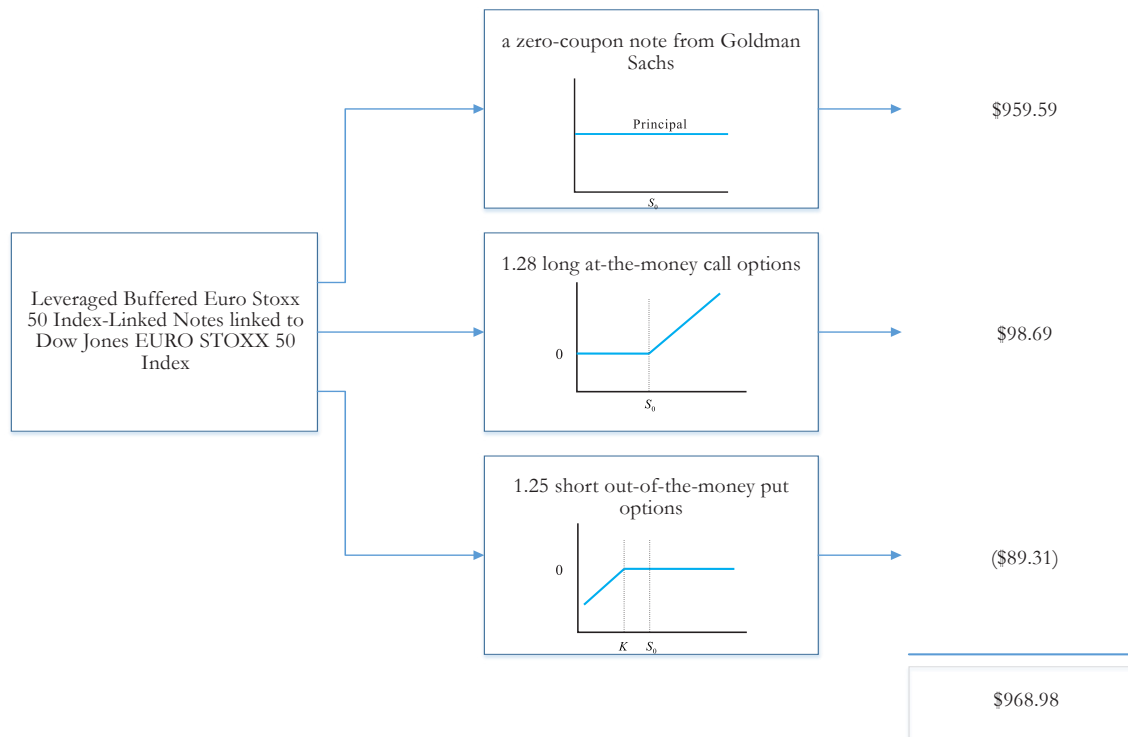 a zero-coupon note from Goldman
Sachs
Principal
S₀
$959.59
Leveraged Buffered Euro Stoxx
50 Index-Linked Notes linked to
Dow Jones EURO STOXX 50
Index
1.28 long at-the-money call options
0
S₀
$98.69
1.25 short out-of-the-money put
options
0
K S₀
($89.31)
$968.98